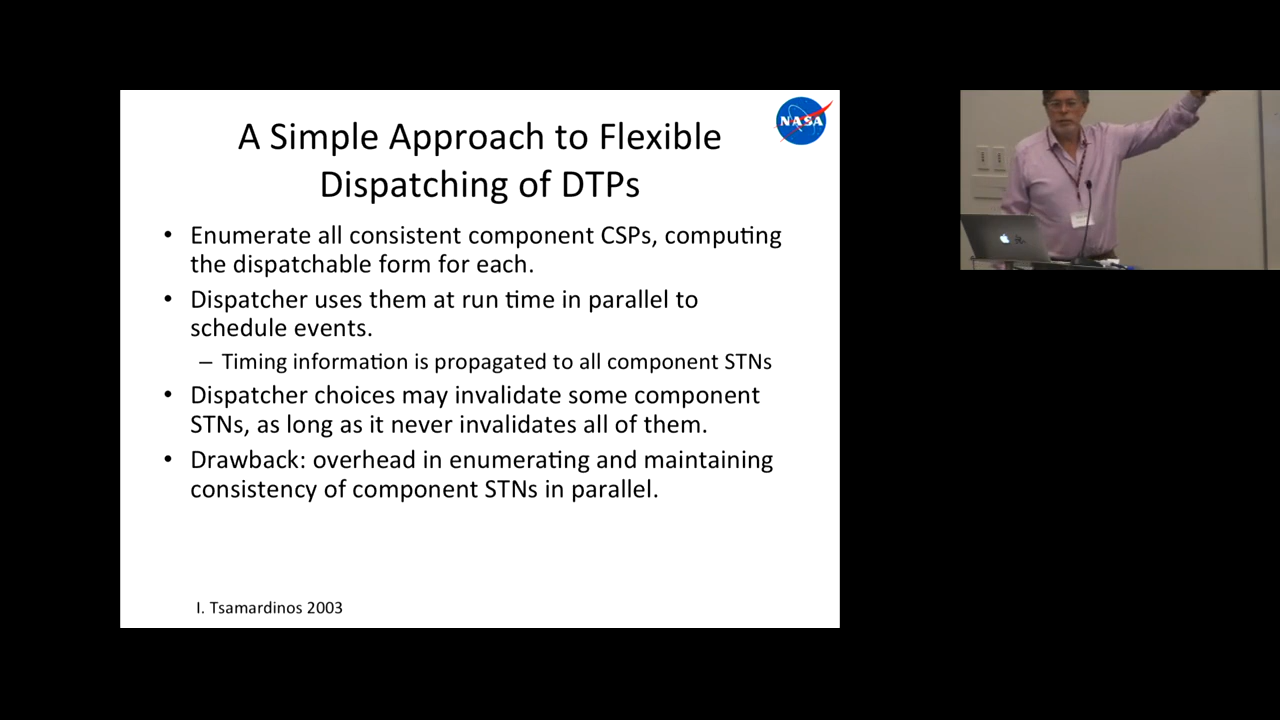 NASA
A Simple Approach to Flexible
Dispatching of DTPs
• Enumerate all consistent component CSPs, computing
the dispatchable form for each.
• Dispatcher uses them at run time in parallel to
schedule events.
– Timing information is propagated to all component STNs
• Dispatcher choices may invalidate some component
STNs, as long as it never invalidates all of them.
• Drawback: overhead in enumerating and maintaining
consistency of component STNs in parallel.
I. Tsamardinos 2003